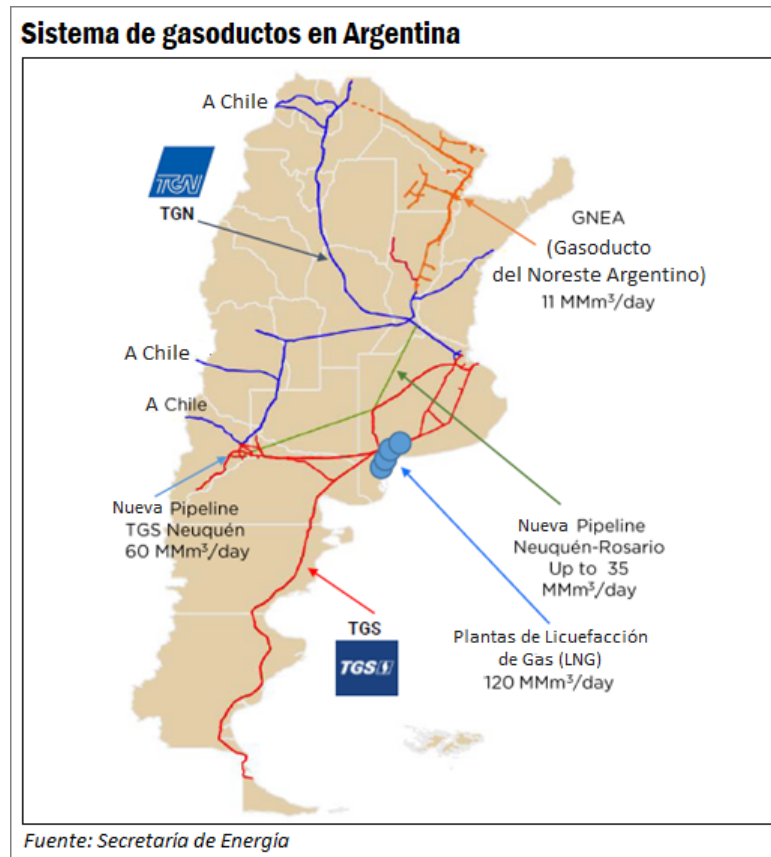 Sistema de gasoductos en Argentina
A Chile
TGN
TGN
GNEA
(Gasoducto
del Noreste Argentino)
11 MMm³/day
A Chile
A Chile
Nueva Pipeline
TGS Neuquén
60 MMm³/day
Nueva Pipeline
Neuquén-Rosario
Up to 35
MMm³/day
TGS
TGS
Plantas de Licuefacción
de Gas (LNG)
120 MMm³/day
Fuente: Secretaría de Energía